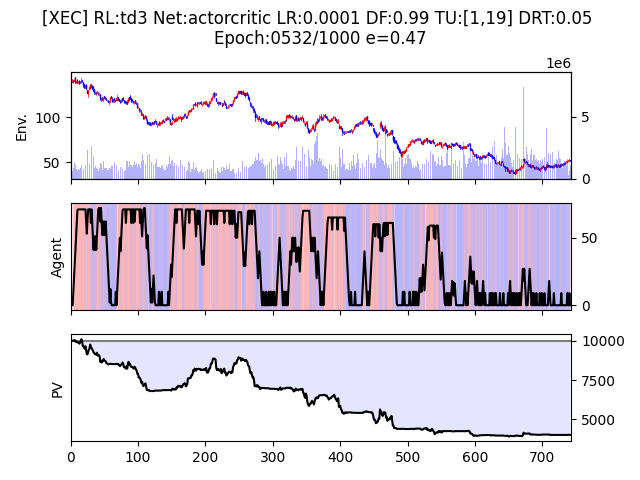 [XEC] RL:td3 Net:actorcritic LR:0.0001 DF:0.99 TU:[1,19] DRT:0.05
Epoch:0532/1000 e=0.47
1e6
Env.
100
50
5
0
Agent
50
0
PV
10000
7500
5000
0 100 200 300 400 500 600 700